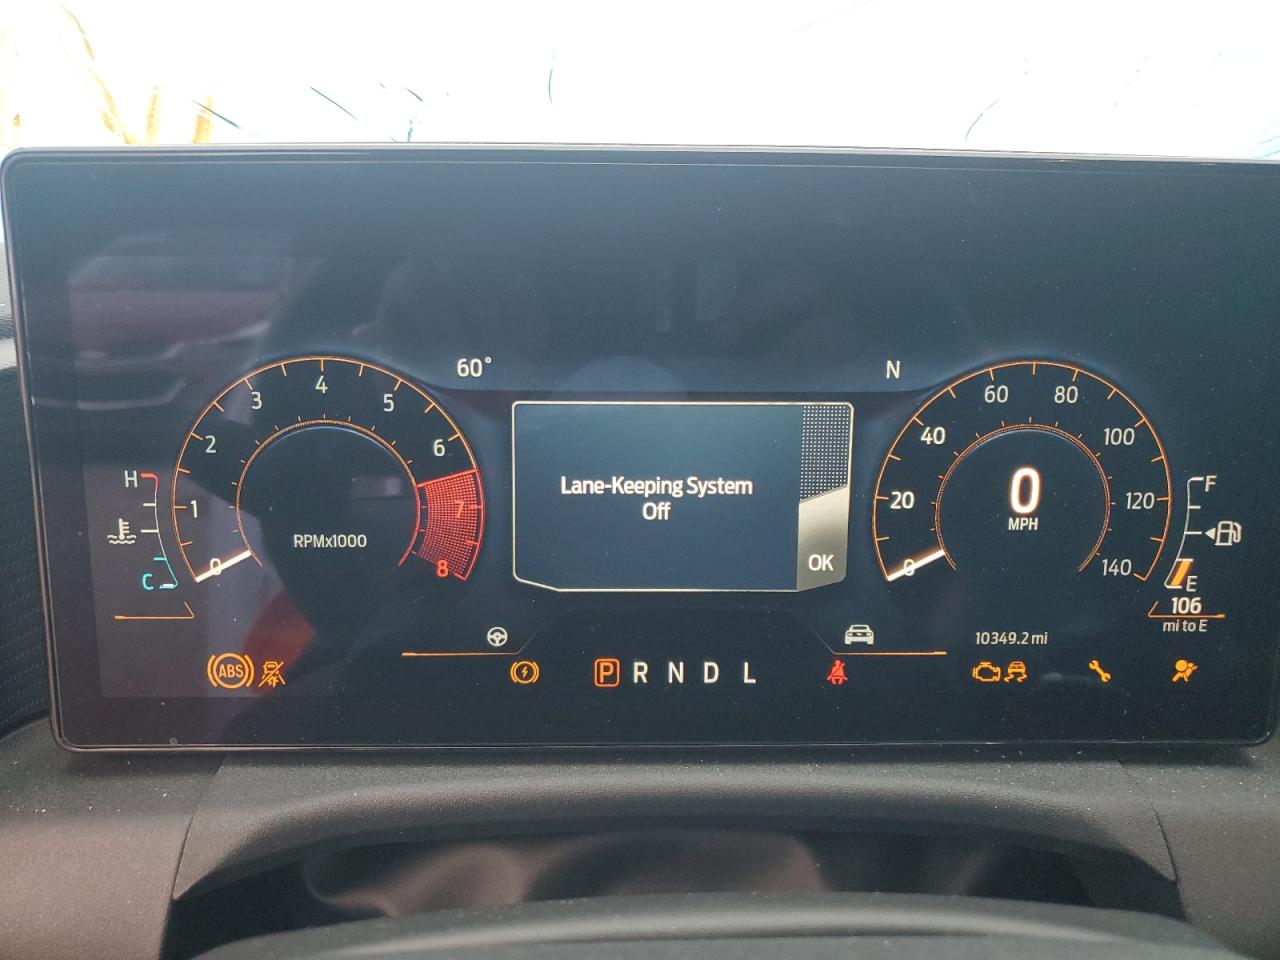 60°
N
0
1
2
3
4
5
6
7
8
RPMx1000
H
C
Lane-Keeping System
Off
OK
0
20
40
60
80
100
120
140
0
MPH
F
E
106
mi to E
10349.2 mi
ABS
P R N D L